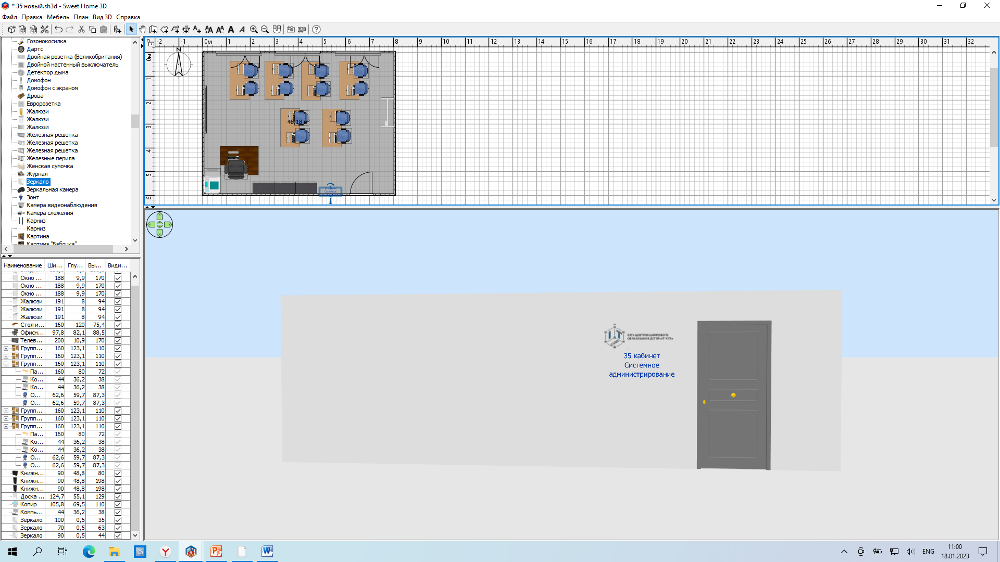 * 35 новый.sh3d - Sweet Home 3D
Файл Правка Мебель План Вид 3D Справка
Газонокосилка
Дартс
Двойная розетка (Великобритания)
Двойной настенный выключатель
Детектор дыма
Домофон
Домофон с экраном
Дрова
Евророзетка
Жалюзи
Жалюзи
Жалюзи
Железная решетка
Железная решетка
Железная решетка
Железные перила
Женская сумочка
Журнал
Зеркало
Зеркальная камера
Зонт
Камера видеонаблюдения
Камера слежения
Карниз
Карниз
Картина
Картина "Бабочка"
-2 -1 0м 1 2 3 4 5 6 7 8 9 10 11 12 13 14 15 16 17 18 19 20 21 22 23 24 25 26 27 28 29 30 31 32
0м
1
2
3
4
5
6
N
48,18 м²
Системное
Наименование Ши... Глу... Вы... Види...
Окно ... 188 9,9 170
Окно ... 188 9,9 170
Окно ... 188 9,9 170
Жалюзи 191 8 94
Жалюзи 191 8 94
Жалюзи 191 8 94
Стол и... 160 120 75,4
Офисн... 97,8 82,1 88,5
Телев... 200 10,9 170
Групп... 160 123,1 110
Групп... 160 123,1 110
Групп... 160 123,1 110
Па... 160 80 72
Ко... 44 36,2 38
Ко... 44 36,2 38
О... 62,6 59,7 87,3
О... 62,6 59,7 87,3
Групп... 160 123,1 110
Групп... 160 123,1 110
Групп... 160 123,1 110
Па... 160 80 72
Ко... 44 36,2 38
Ко... 44 36,2 38
О... 62,6 59,7 87,3
О... 62,6 59,7 87,3
Книжн... 90 48,8 80
Книжн... 90 48,8 198
Книжн... 90 48,8 198
Доска ... 124,7 55,1 129
Копир 105,8 69,5 110
Компь... 44 36,2 38
Зеркало 100 0,5 35
Зеркало 70 0,5 63
Зеркало 90 0,5 44
IT
CUBE
СЕТЬ ЦЕНТРОВ ЦИФРОВОГО
ОБРАЗОВАНИЯ ДЕТЕЙ «IT-КУБ»
35 кабинет
Системное
администрирование
ENG
11:00
18.01.2023